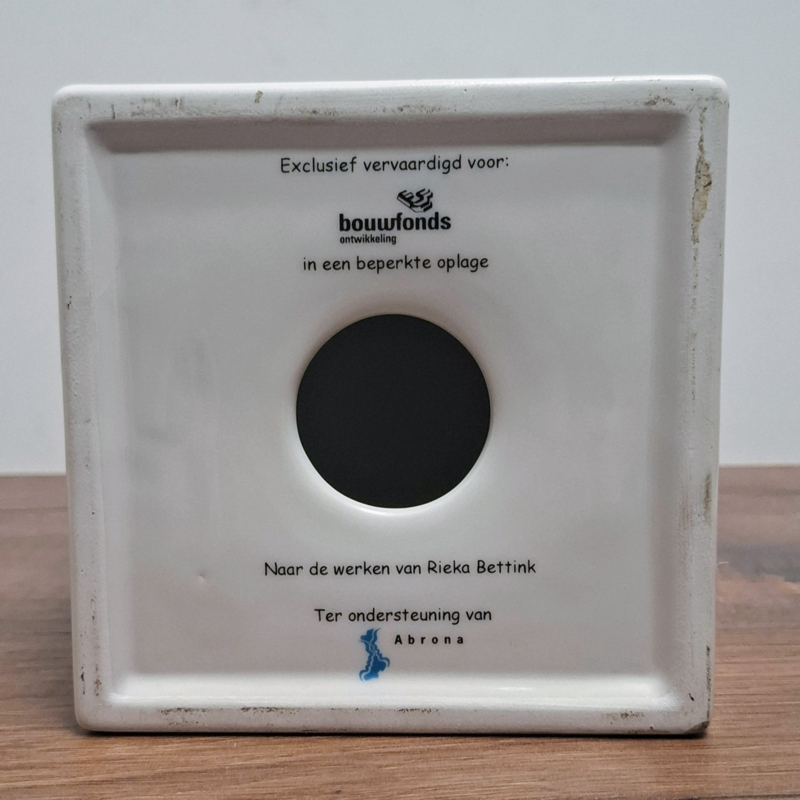 Exclusief vervaardigd voor:
bouwfonds
ontwikkeling
in een beperkte oplage
Naar de werken van Rieka Bettink
Ter ondersteuning van
Abrona